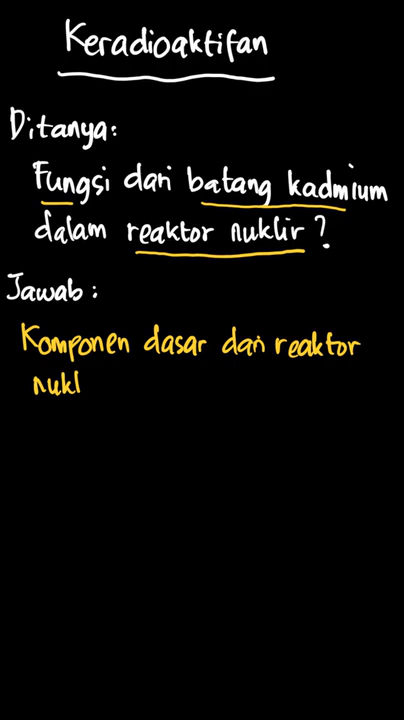 Keradioaktifan
Ditanya:
Fungsi dari batang kadmium
dalam reaktor nuklir?
Jawab:
Komponen dasar dari reaktor
nukl